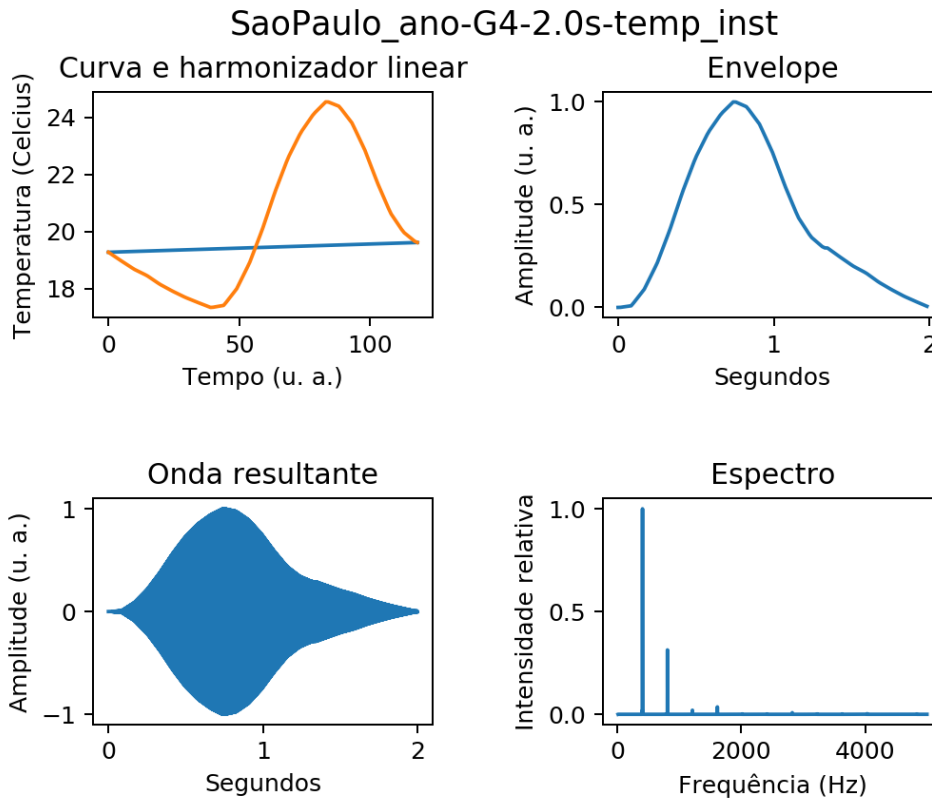 SaoPaulo_ano-G4-2.0s-temp_inst
Curva e harmonizador linear
Temperatura (Celcius)
24
22
20
18
0 50 100
Tempo (u. a.)
Envelope
Amplitude (u. a.)
1.0
0.5
0.0
0 1 2
Segundos
Onda resultante
Amplitude (u. a.)
1
0
−1
0 1 2
Segundos
Espectro
Intensidade relativa
1.0
0.5
0.0
0 2000 4000
Frequência (Hz)